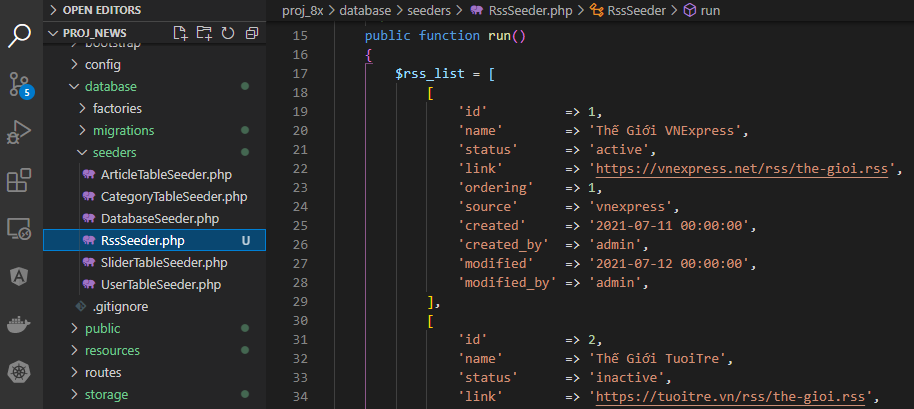 OPEN EDITORS
PROJ_NEWS
bootstrap
config
database
factories
migrations
seeders
ArticleTableSeeder.php
CategoryTableSeeder.php
DatabaseSeeder.php
RssSeeder.php U
SliderTableSeeder.php
UserTableSeeder.php
.gitignore
public
resources
routes
storage
5
proj_8x > database > seeders > RssSeeder.php > RssSeeder > run
15 public function run()
16 {
17 $rss_list = [
18 [
19 'id' => 1,
20 'name' => 'Thế Giới VNExpress',
21 'status' => 'active',
22 'link' => 'https://vnexpress.net/rss/the-gioi.rss',
23 'ordering' => 1,
24 'source' => 'vnexpress',
25 'created' => '2021-07-11 00:00:00',
26 'created_by' => 'admin',
27 'modified' => '2021-07-12 00:00:00',
28 'modified_by' => 'admin',
29 ],
30 [
31 'id' => 2,
32 'name' => 'Thế Giới TuoiTre',
33 'status' => 'inactive',
34 'link' => 'https://tuoitre.vn/rss/the-gioi.rss',